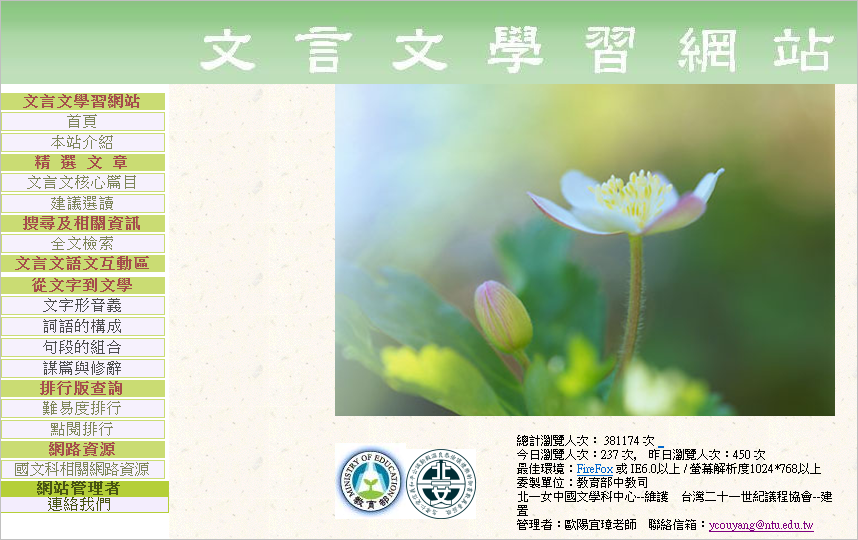 文言文學習網站
文言文學習網站
首頁
本站介紹
精 選 文 章
文言文核心篇目
建議選讀
搜尋及相關資訊
全文檢索
文言文語文互動區
從文字到文學
文字形音義
詞語的構成
句段的組合
謀篇與修辭
排行版查詢
難易度排行
點閱排行
網路資源
國文科相關網路資源
網站管理者
連絡我們
MINISTRY OF EDUCATION
教育部
總計瀏覽人次： 381174 次
今日瀏覽人次：237 次, 昨日瀏覽人次：450 次
最佳環境：FireFox 或 IE6.0以上 / 螢幕解析度1024*768以上
委製單位：教育部中教司
北一女中國文學科中心--維護 台灣二十一世紀議程協會--建
置
管理者：歐陽宜璋老師 聯絡信箱：ycouyang@ntu.edu.tw